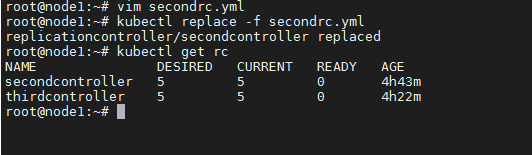 root@node1:~# vim secondrc.yml
root@node1:~# kubectl replace -f secondrc.yml
replicationcontroller/secondcontroller replaced
root@node1:~# kubectl get rc
NAME               DESIRED   CURRENT   READY   AGE
secondcontroller   5         5         0       4h43m
thirdcontroller    5         5         0       4h22m
root@node1:~#